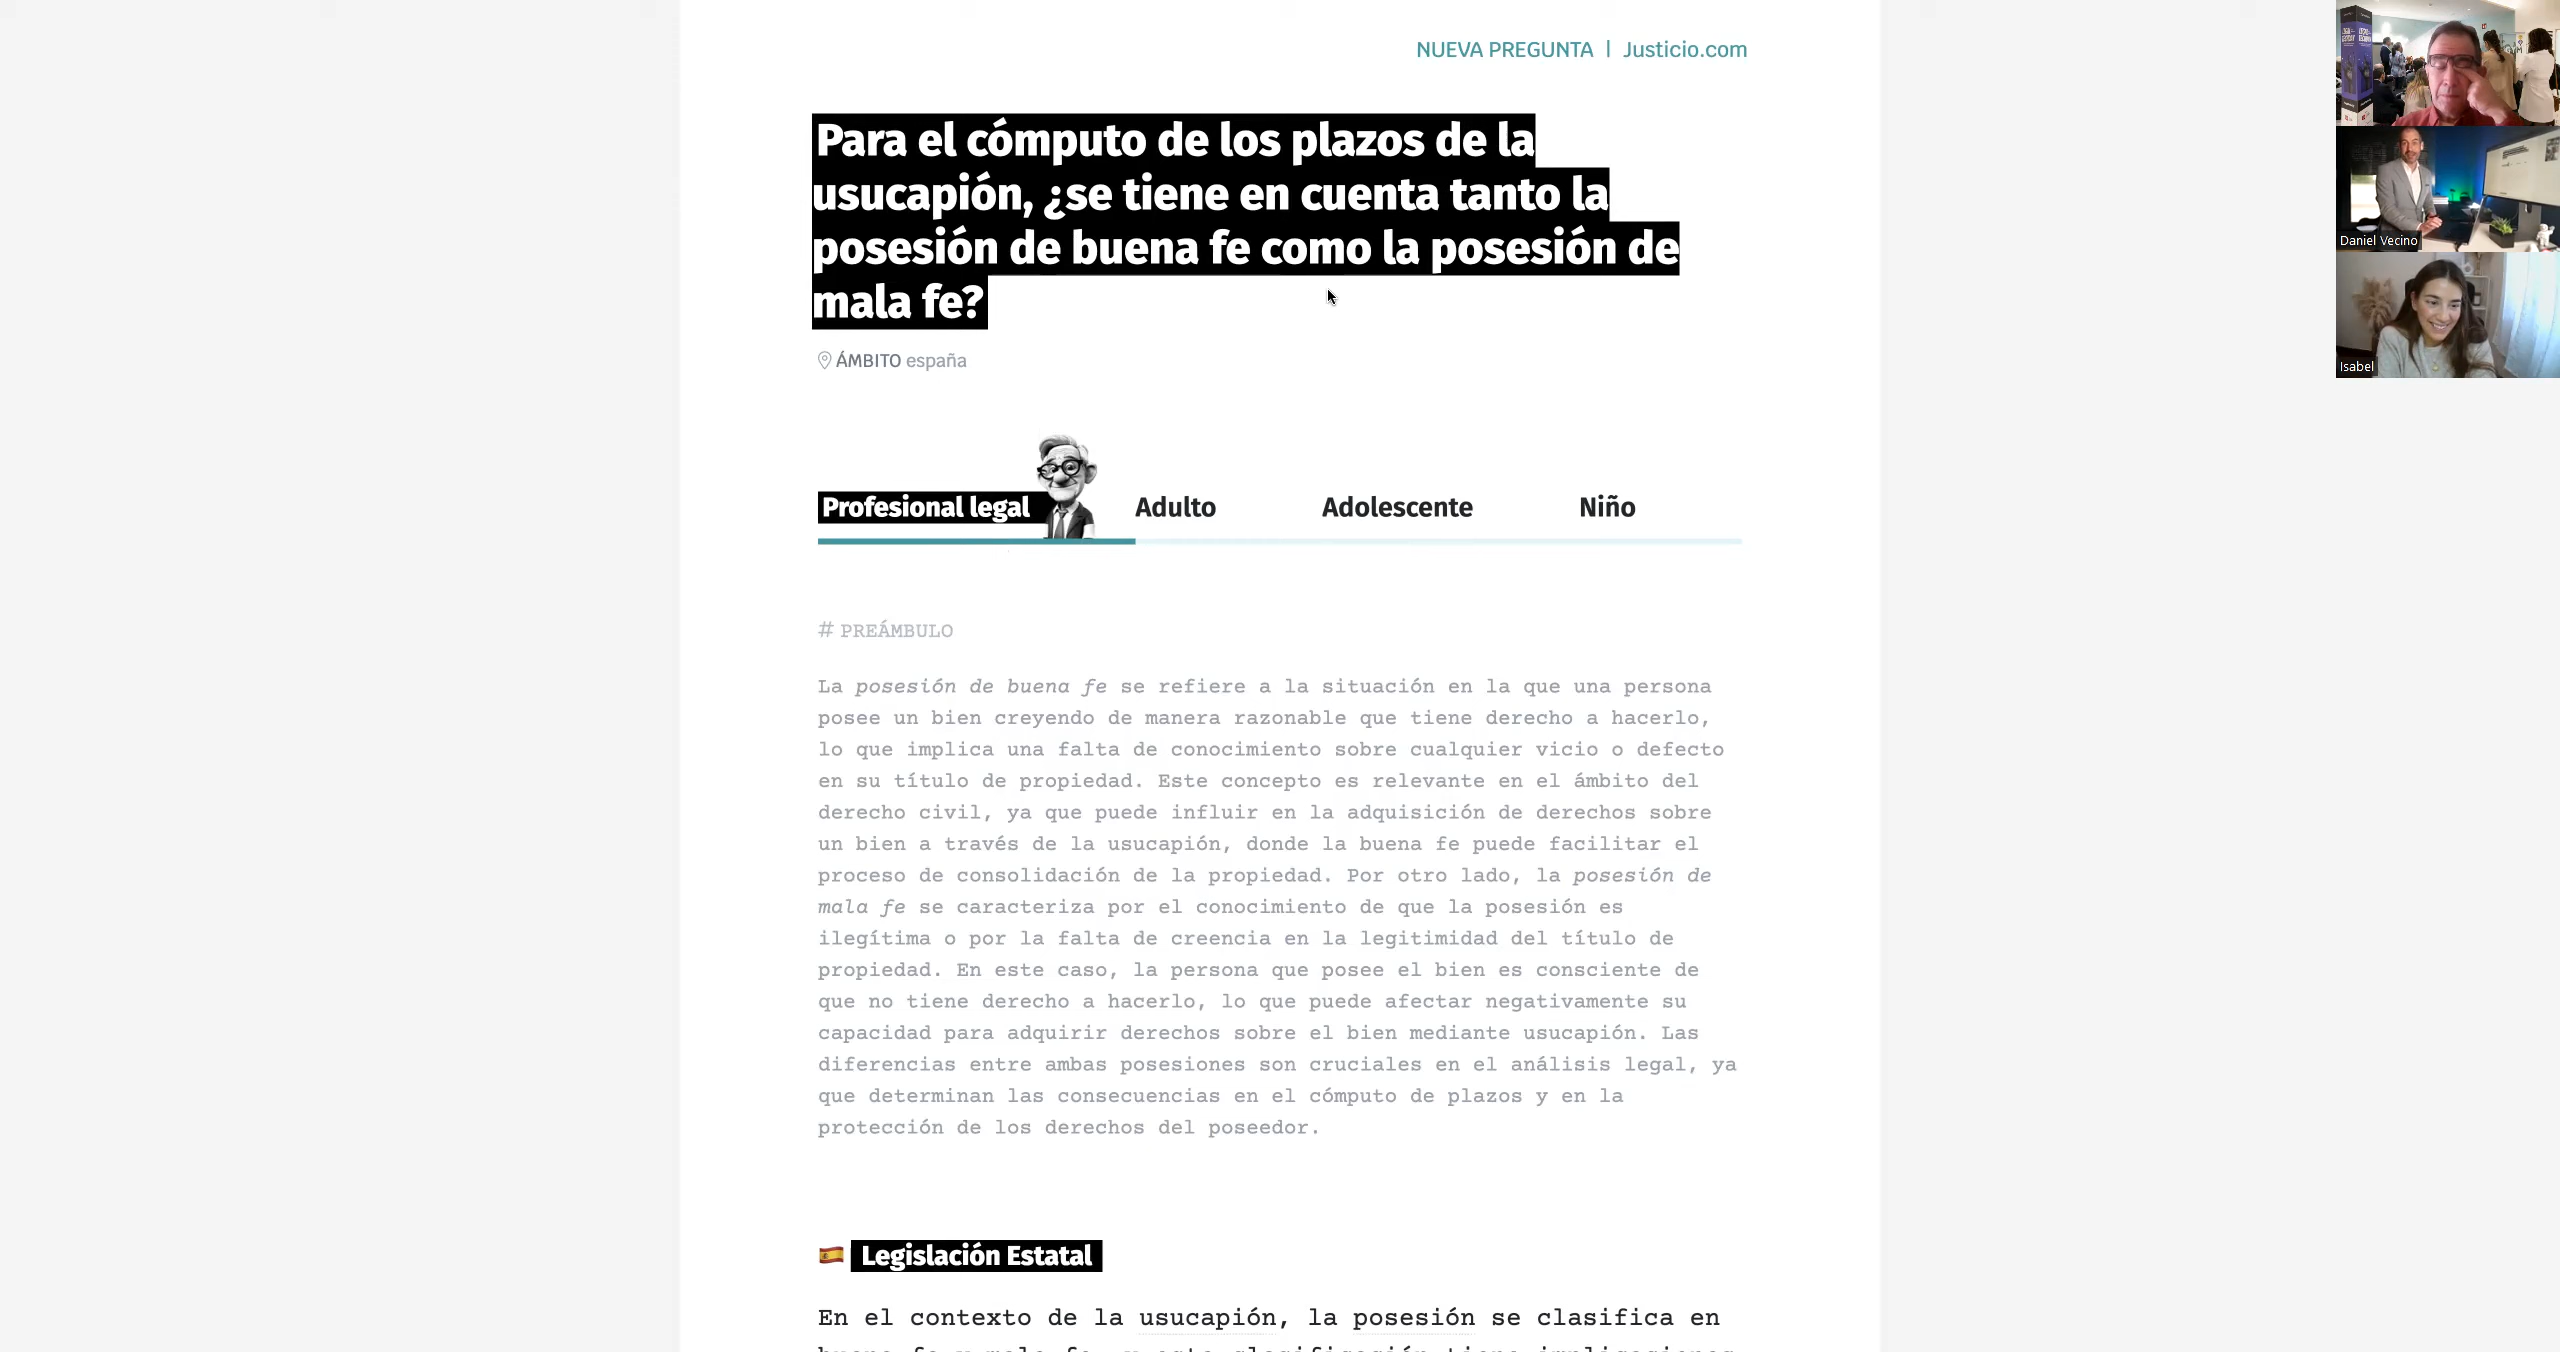 NUEVA PREGUNTA | Justicio.com
Para el cómputo de los plazos de la
usucapión, ¿se tiene en cuenta tanto la
posesión de buena fe como la posesión de
mala fe?
ÁMBITO españa
Profesional legal
Adulto
Adolescente
Niño
# PREÁMBULO
La posesión de buena fe se refiere a la situación en la que una persona
posee un bien creyendo de manera razonable que tiene derecho a hacerlo,
lo que implica una falta de conocimiento sobre cualquier vicio o defecto
en su título de propiedad. Este concepto es relevante en el ámbito del
derecho civil, ya que puede influir en la adquisición de derechos sobre
un bien a través de la usucapión, donde la buena fe puede facilitar el
proceso de consolidación de la propiedad. Por otro lado, la posesión de
mala fe se caracteriza por el conocimiento de que la posesión es
ilegítima o por la falta de creencia en la legitimidad del título de
propiedad. En este caso, la persona que posee el bien es consciente de
que no tiene derecho a hacerlo, lo que puede afectar negativamente su
capacidad para adquirir derechos sobre el bien mediante usucapión. Las
diferencias entre ambas posesiones son cruciales en el análisis legal, ya
que determinan las consecuencias en el cómputo de plazos y en la
protección de los derechos del poseedor.
Legislación Estatal
En el contexto de la usucapión, la posesión se clasifica en
Daniel Vecino
Isabel